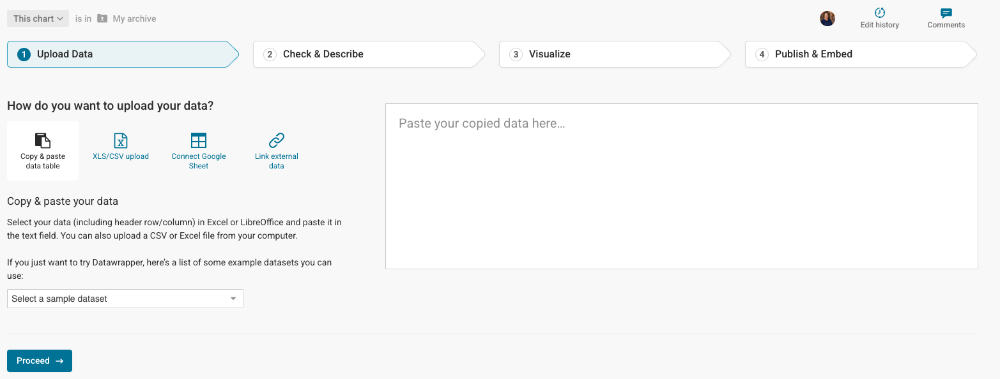 This chart is in My archive
Edit history
Comments
1 Upload Data
2 Check & Describe
3 Visualize
4 Publish & Embed
How do you want to upload your data?
Copy & paste
data table
XLS/CSV upload
Connect Google
Sheet
Link external
data
Copy & paste your data
Select your data (including header row/column) in Excel or LibreOffice and paste it in
the text field. You can also upload a CSV or Excel file from your computer.
If you just want to try Datawrapper, here’s a list of some example datasets you can
use:
Select a sample dataset
Paste your copied data here…
Proceed →